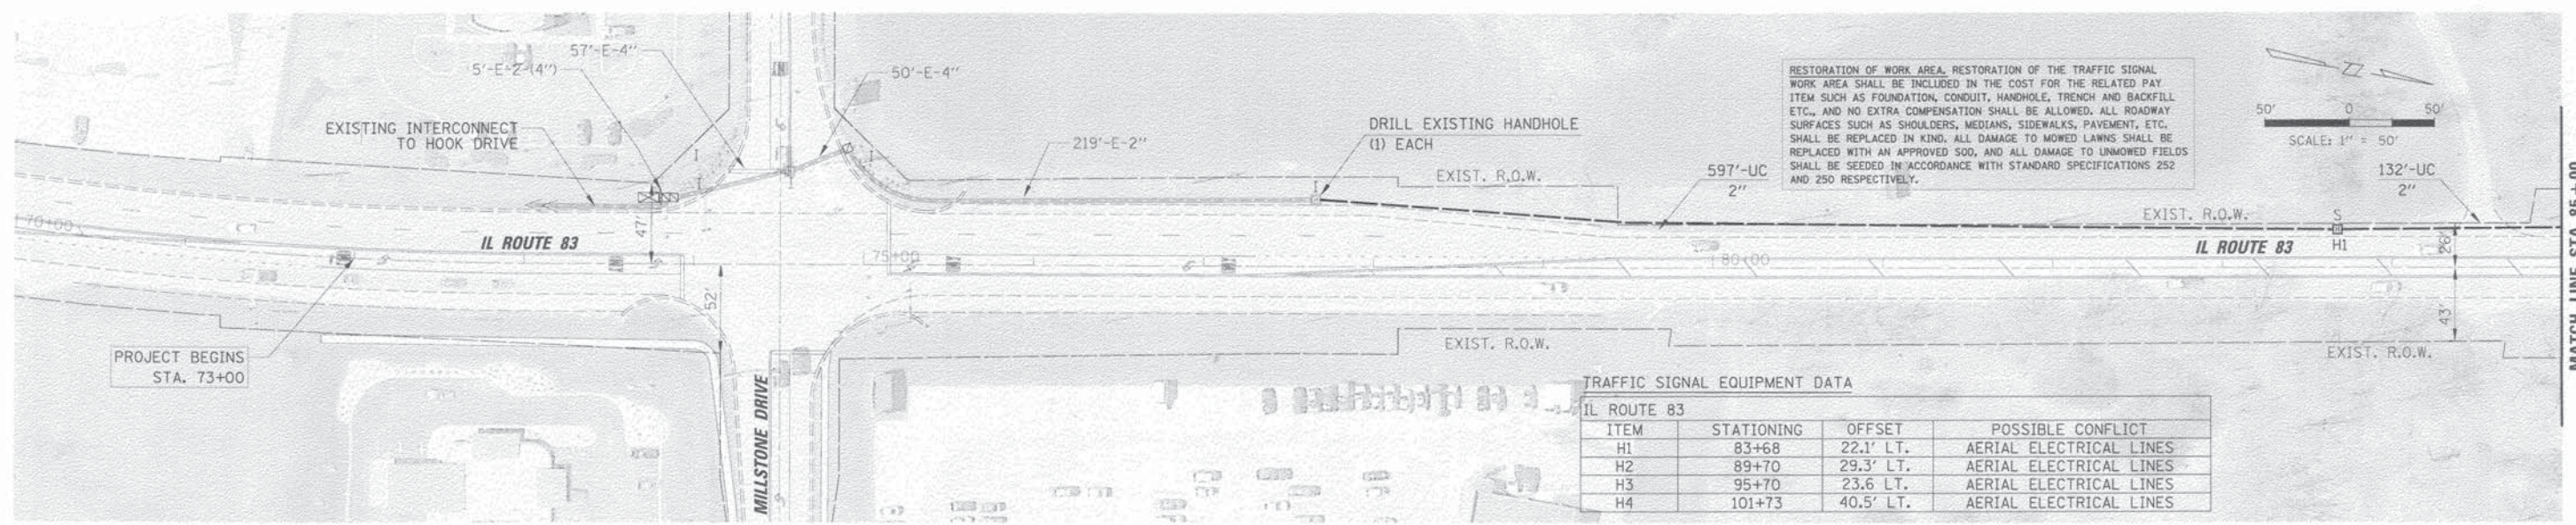 57'-E-4"
5'-E-2-(4")
50'-E-4"
EXISTING INTERCONNECT
TO HOOK DRIVE
219'-E-2"
DRILL EXISTING HANDHOLE
(1) EACH
EXIST. R.O.W.
597'-UC
2"
RESTORATION OF WORK AREA. RESTORATION OF THE TRAFFIC SIGNAL
WORK AREA SHALL BE INCLUDED IN THE COST FOR THE RELATED PAY
ITEM SUCH AS FOUNDATION, CONDUIT, HANDHOLE, TRENCH AND BACKFILL
ETC., AND NO EXTRA COMPENSATION SHALL BE ALLOWED. ALL ROADWAY
SURFACES SUCH AS SHOULDERS, MEDIANS, SIDEWALKS, PAVEMENT, ETC.
SHALL BE REPLACED IN KIND. ALL DAMAGE TO MOWED LAWNS SHALL BE
REPLACED WITH AN APPROVED SOD, AND ALL DAMAGE TO UNMOWED FIELDS
SHALL BE SEEDED IN ACCORDANCE WITH STANDARD SPECIFICATIONS 252
AND 250 RESPECTIVELY.
50' 0 50'
SCALE: 1" = 50'
132'-UC
2"
EXIST. R.O.W.
S
H1
IL ROUTE 83
26'
43'
EXIST. R.O.W.
MATCH LINE STA. 85+00
70+00
IL ROUTE 83
47'
52'
75+00
80+00
EXIST. R.O.W.
PROJECT BEGINS
STA. 73+00
MILLSTONE DRIVE
TRAFFIC SIGNAL EQUIPMENT DATA
IL ROUTE 83
ITEM STATIONING OFFSET POSSIBLE CONFLICT
H1 83+68 22.1' LT. AERIAL ELECTRICAL LINES
H2 89+70 29.3' LT. AERIAL ELECTRICAL LINES
H3 95+70 23.6 LT. AERIAL ELECTRICAL LINES
H4 101+73 40.5' LT. AERIAL ELECTRICAL LINES